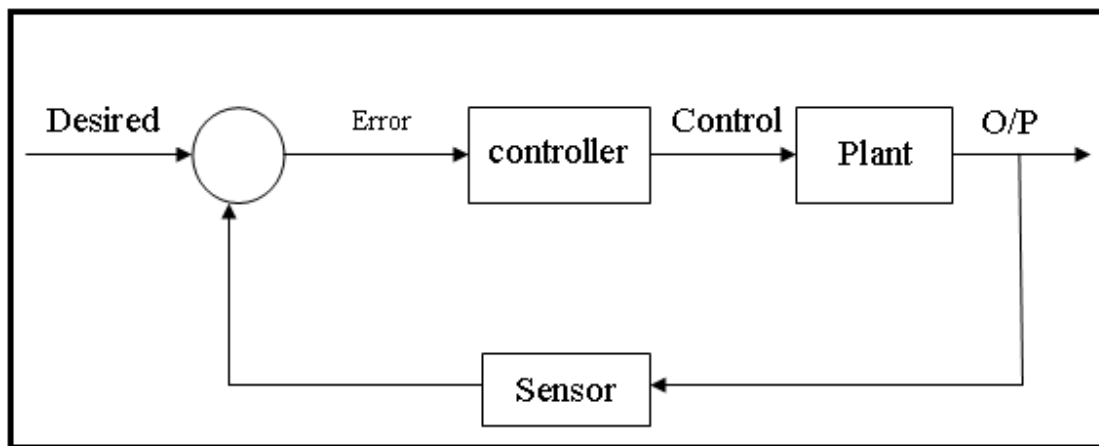 Desired
Error
controller
Control
Plant
O/P
Sensor